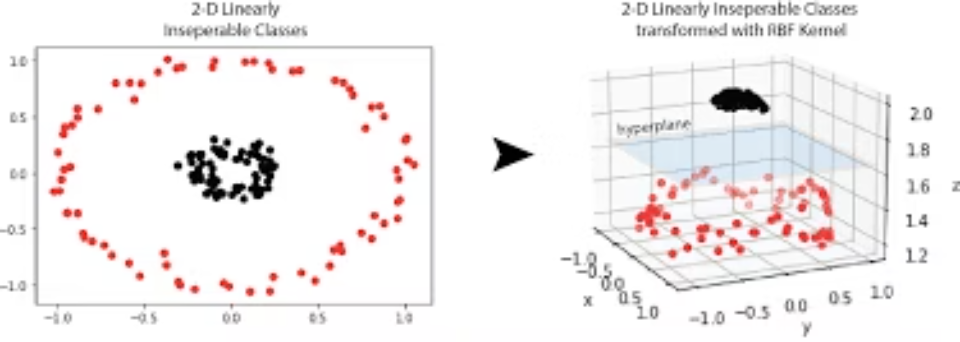 2-D Linearly
Inseperable Classes
1.0
0.5
0.0
−0.5
−1.0
−1.0 −0.5 0.0 0.5 1.0
2-D Linearly Inseperable Classes
transformed with RBF Kernel
hyperplane
2.0
1.8
1.6
1.4
1.2
z
−1.0
−0.5
0.0
0.5
1.0
x
−1.0 −0.5 0.0 0.5 1.0
y